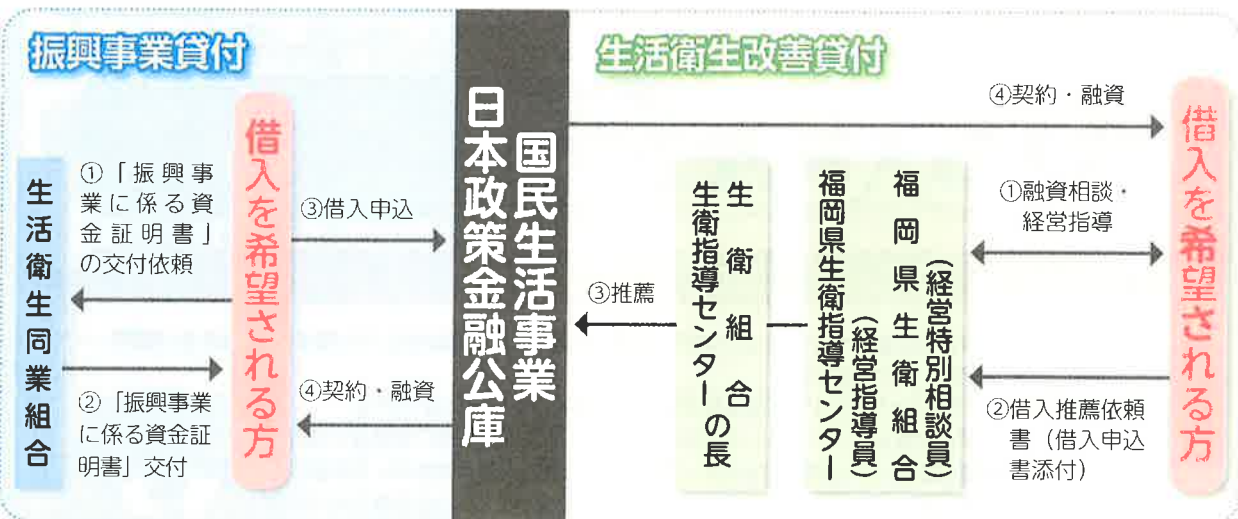 振興事業貸付
生活衛生同業組合
①「振興事
業に係る資
金証明書」
の交付依頼
②「振興事業
に係る資金証
明書」交付
借入を希望される方
③借入申込
④契約・融資
日本政策金融公庫
国民生活事業
生活衛生改善貸付
④契約・融資
③推薦
生衛組合
生衛指導センターの長
福岡県生衛組合
(経営特別相談員)
福岡県生衛指導センター
(経営指導員)
①融資相談・
経営指導
②借入推薦依頼
書(借入申込
書添付)
借入を希望される方